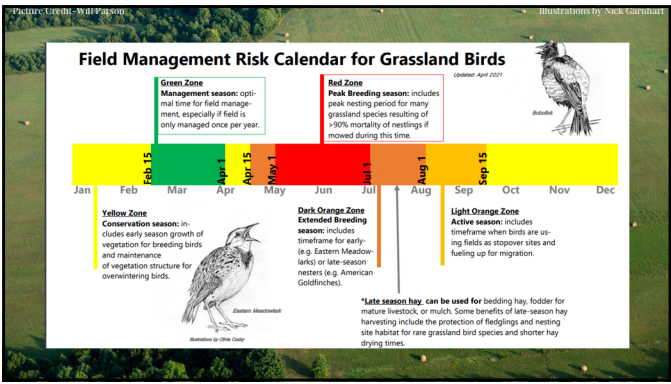 Picture Credit-Will Parson
Illustrations by Nick Garnhart
Field Management Risk Calendar for Grassland Birds
Updated: April 2021
Green Zone
Management season: opti-
mal time for field manage-
ment, especially if field is
only managed once per year.
Red Zone
Peak Breeding season: includes
peak nesting period for many
grassland species resulting of
>90% mortality of nestlings if
mowed during this time.
Bobolink
Feb 15
Apr 1
Apr 15
May 1
Jul 1
Aug 1
Sep 15
Jan Feb Mar Apr May Jun Jul Aug Sep Oct Nov Dec
Yellow Zone
Conservation season: in-
cludes early season growth of
vegetation for breeding birds
and maintenance
of vegetation structure for
overwintering birds.
Eastern Meadowlark
Illustrations by Olivia Cosby
Dark Orange Zone
Extended Breeding
season: includes
timeframe for early-
(e.g. Eastern Meadow-
larks) or late-season
nesters (e.g. American
Goldfinches).
Light Orange Zone
Active season: includes
timeframe when birds are us-
ing fields as stopover sites and
fueling up for migration.
*Late season hay can be used for bedding hay, fodder for
mature livestock, or mulch. Some benefits of late-season hay
harvesting include the protection of fledglings and nesting
site habitat for rare grassland bird species and shorter hay
drying times.